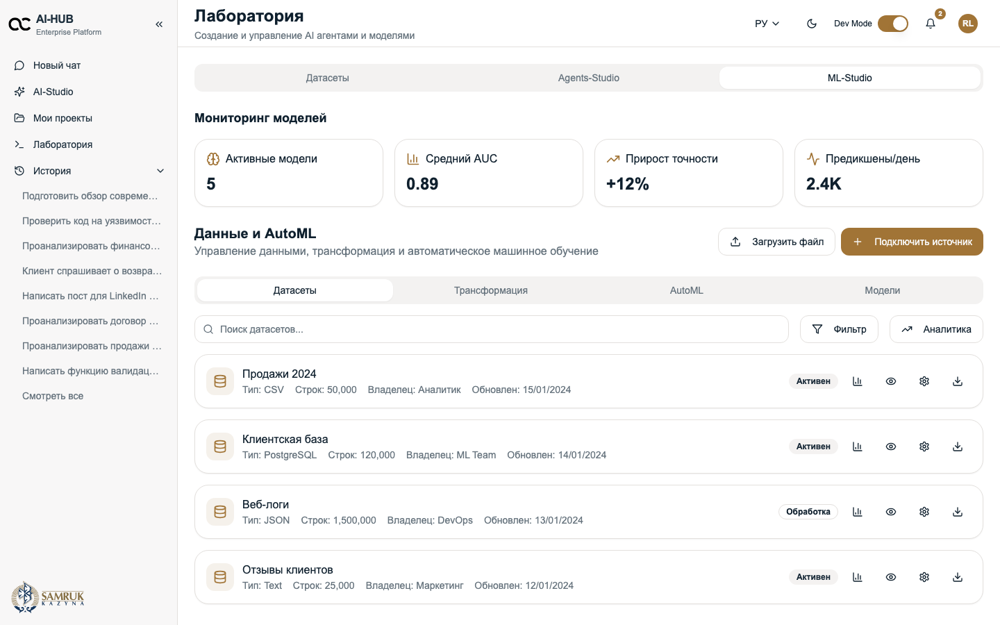 AI-HUB
Enterprise Platform
Новый чат
AI-Studio
Мои проекты
Лаборатория
История
Подготовить обзор совреме...
Проверить код на уязвимост...
Проанализировать финансо...
Клиент спрашивает о возвра...
Написать пост для LinkedIn ...
Проанализировать договор ...
Проанализировать продажи ...
Написать функцию валидац...
Смотреть все
SAMRUK
KAZYNA
Лаборатория
Создание и управление AI агентами и моделями
РУ
Dev Mode
2
RL
Датасеты
Agents-Studio
ML-Studio
Мониторинг моделей
Активные модели
5
Средний AUC
0.89
Прирост точности
+12%
Предикшены/день
2.4K
Данные и AutoML
Управление данными, трансформация и автоматическое машинное обучение
Загрузить файл
Подключить источник
Датасеты
Трансформация
AutoML
Модели
Поиск датасетов...
Фильтр
Аналитика
Продажи 2024
Тип: CSV Строк: 50,000 Владелец: Аналитик Обновлен: 15/01/2024
Активен
Клиентская база
Тип: PostgreSQL Строк: 120,000 Владелец: ML Team Обновлен: 14/01/2024
Активен
Веб-логи
Тип: JSON Строк: 1,500,000 Владелец: DevOps Обновлен: 13/01/2024
Обработка
Отзывы клиентов
Тип: Text Строк: 25,000 Владелец: Маркетинг Обновлен: 12/01/2024
Активен